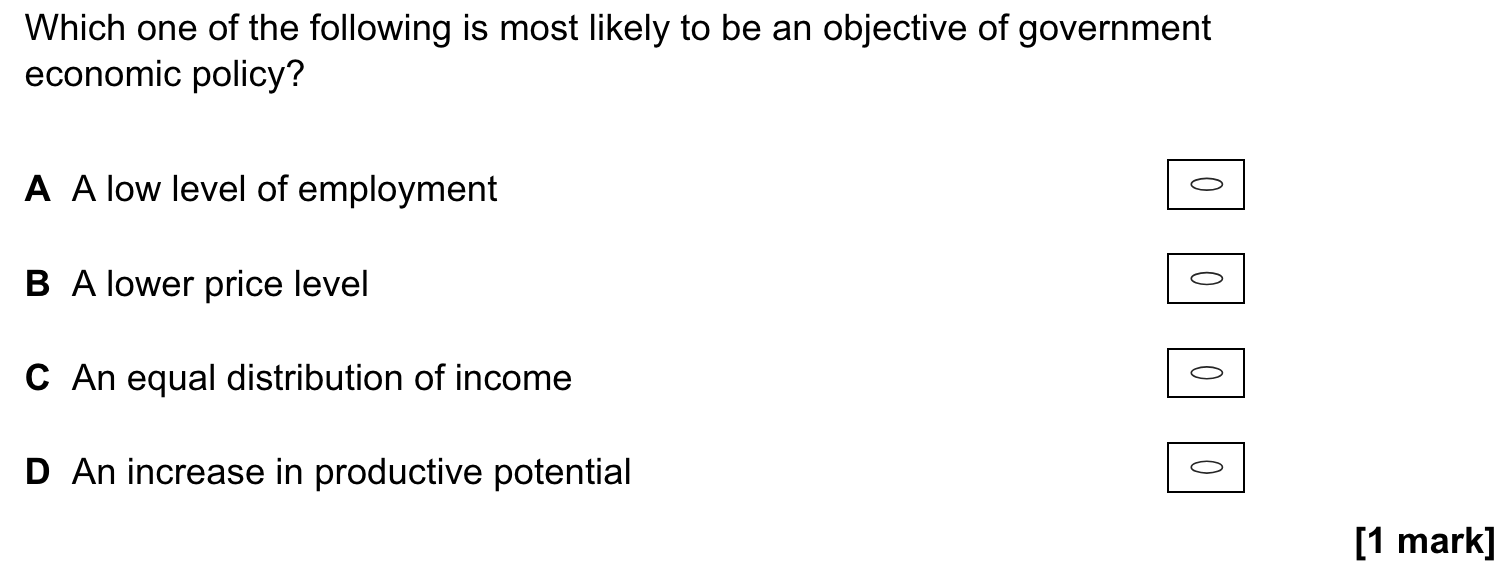 Which one of the following is most likely to be an objective of government
economic policy?
A A low level of employment
B A lower price level
C An equal distribution of income
D An increase in productive potential
[1 mark]